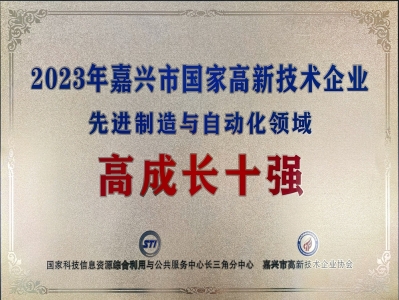 2023年嘉兴市国家高新技术企业
先进制造与自动化领域
高成长十强
STI
国家科技信息资源综合利用与公共服务中心长三角分中心
嘉兴市高新技术企业协会